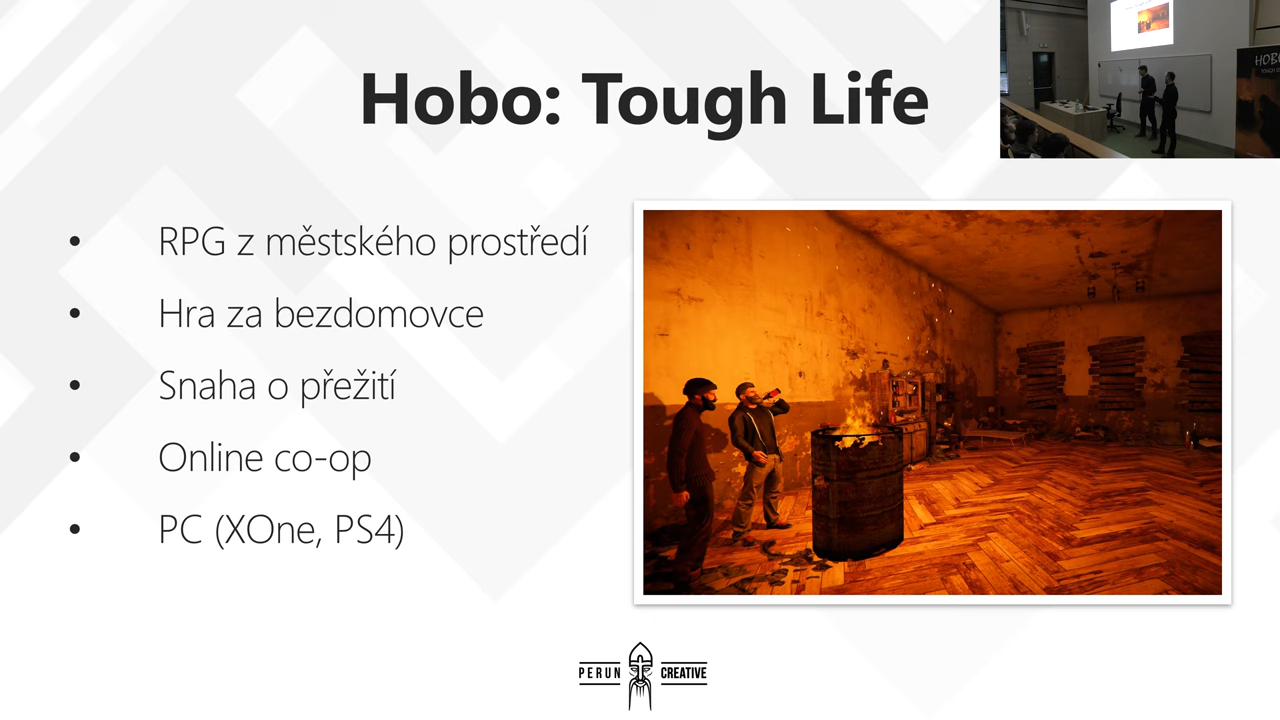 Hobo: Tough Life
• RPG z městského prostředí
• Hra za bezdomovce
• Snaha o přežití
• Online co-op
• PC (XOne, PS4)
PERUN CREATIVE